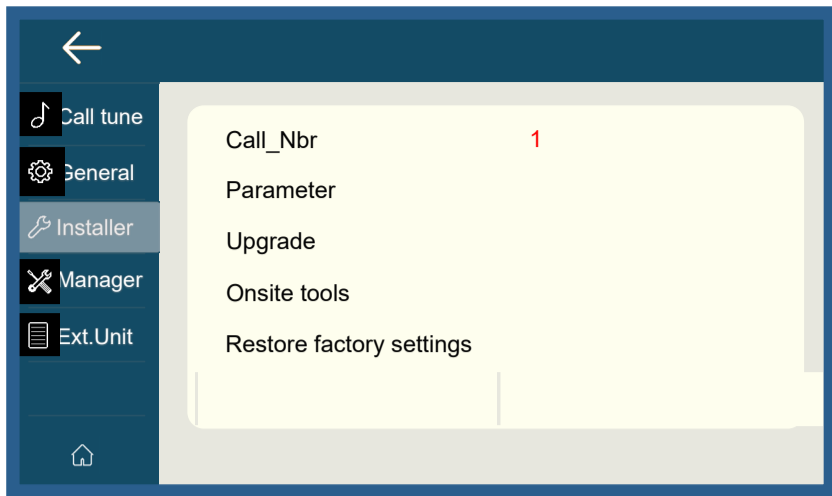 Call tune
General
Installer
Manager
Ext.Unit
Call_Nbr 1
Parameter
Upgrade
Onsite tools
Restore factory settings